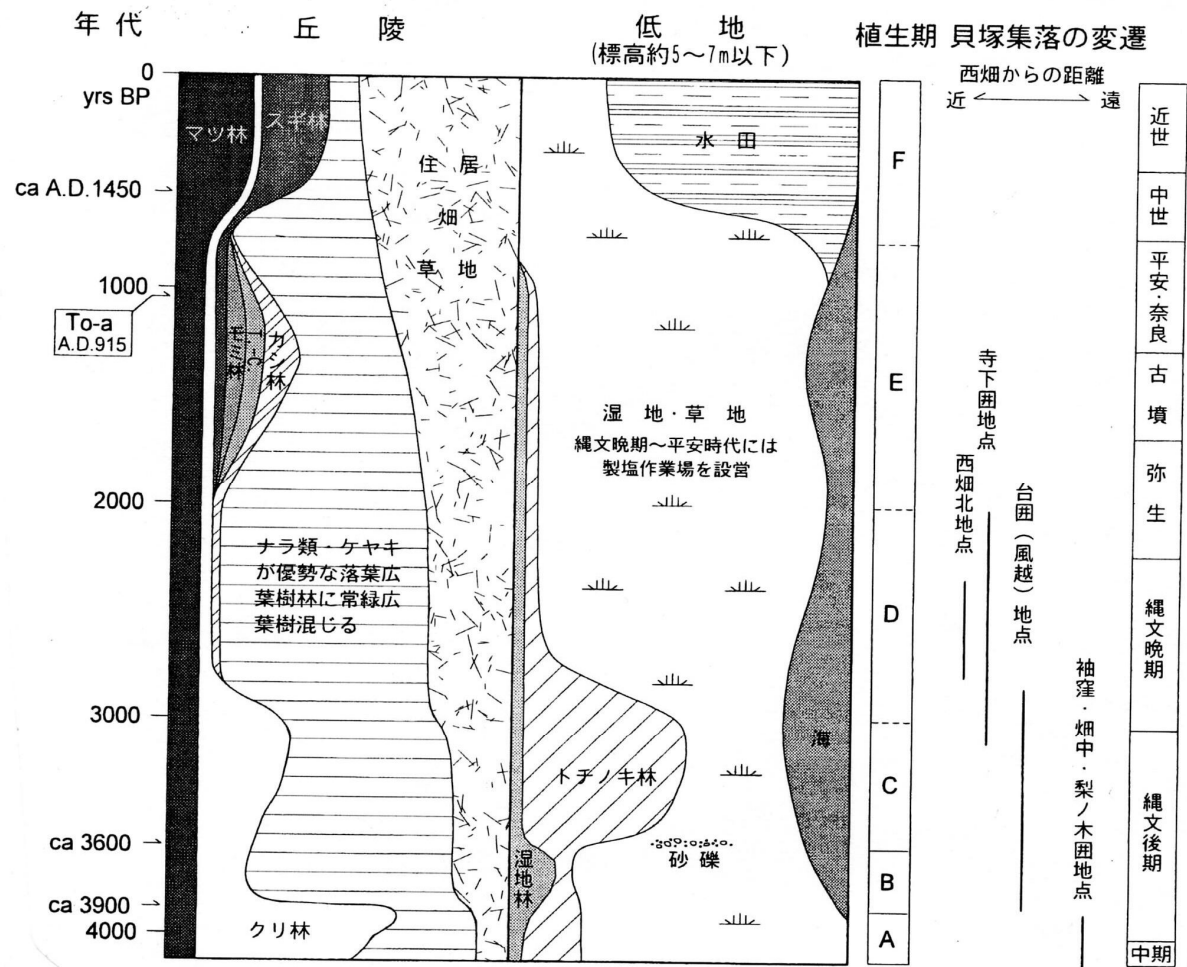 年代
丘陵
低地
(標高約5〜7m以下)
植生期
貝塚集落の変遷
西畑からの距離
近
遠
0
yrs BP
ca A.D.1450
1000
To-a
A.D.915
2000
3000
ca 3600
ca 3900
4000
マツ林
スギ林
モミ林
カシ林
住居
畑
草地
水田
湿地・草地
縄文晩期〜平安時代には
製塩作業場を設営
ナラ類・ケヤキ
が優勢な落葉広
葉樹林に常緑広
葉樹混じる
クリ林
湿地林
トチノキ林
砂礫
海
F
E
D
C
B
A
西畑北地点
寺下囲地点
台囲(風越)地点
袖窪・畑中・梨ノ木囲地点
近世
中世
平安・奈良
古墳
弥生
縄文晩期
縄文後期
中期